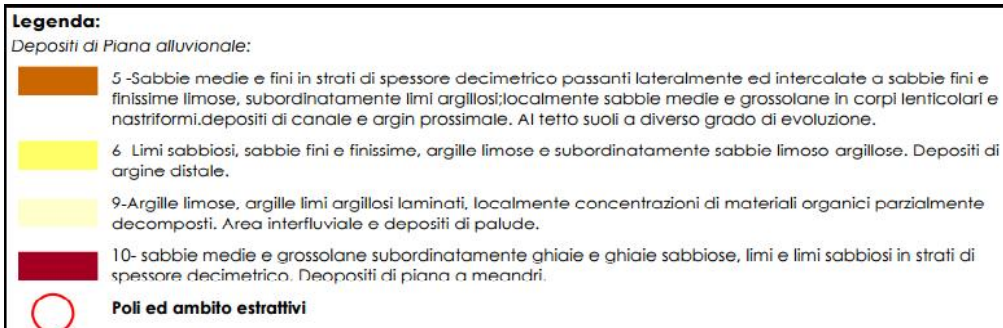 Legenda:
Depositi di Piana alluvionale:
5 -Sabbie medie e fini in strati di spessore decimetrico passanti lateralmente ed intercalate a sabbie fini e
finissime limose, subordinatamente limi argillosi;localmente sabbie medie e grossolane in corpi lenticolari e
nastriformi.depositi di canale e argin prossimale. Al tetto suoli a diverso grado di evoluzione.
6 Limi sabbiosi, sabbie fini e finissime, argille limose e subordinatamente sabbie limoso argillose. Depositi di
argine distale.
9-Argille limose, argille limi argillosi laminati, localmente concentrazioni di materiali organici parzialmente
decomposti. Area interfluviale e depositi di palude.
10- sabbie medie e grossolane subordinatamente ghiaie e ghiaie sabbiose, limi e limi sabbiosi in strati di
spessore decimetrico. Deopositi di piana a meandri.
Poli ed ambito estrattivi